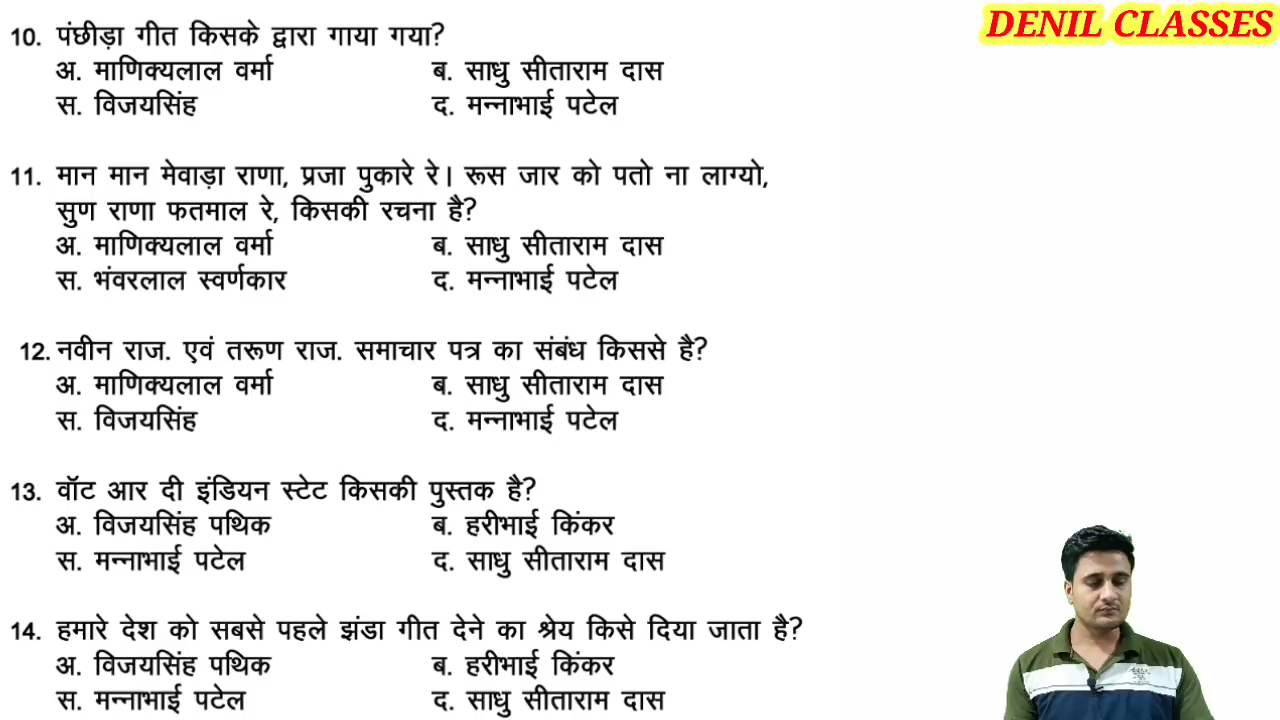 DENIL CLASSES
10. पंछीड़ा गीत किसके द्वारा गाया गया?
अ. माणिक्यलाल वर्मा ब. साधु सीताराम दास
स. विजयसिंह द. मन्नाभाई पटेल
11. मान मान मेवाड़ा राणा, प्रजा पुकारे रे। रूस जार को पतो ना लाग्यो,
सुण राणा फतमाल रे, किसकी रचना है?
अ. माणिक्यलाल वर्मा ब. साधु सीताराम दास
स. भंवरलाल स्वर्णकार द. मन्नाभाई पटेल
12. नवीन राज. एवं तरूण राज. समाचार पत्र का संबंध किससे है?
अ. माणिक्यलाल वर्मा ब. साधु सीताराम दास
स. विजयसिंह द. मन्नाभाई पटेल
13. वॉट आर दी इंडियन स्टेट किसकी पुस्तक है?
अ. विजयसिंह पथिक ब. हरीभाई किंकर
स. मन्नाभाई पटेल द. साधु सीताराम दास
14. हमारे देश को सबसे पहले झंडा गीत देने का श्रेय किसे दिया जाता है?
अ. विजयसिंह पथिक ब. हरीभाई किंकर
स. मन्नाभाई पटेल द. साधु सीताराम दास